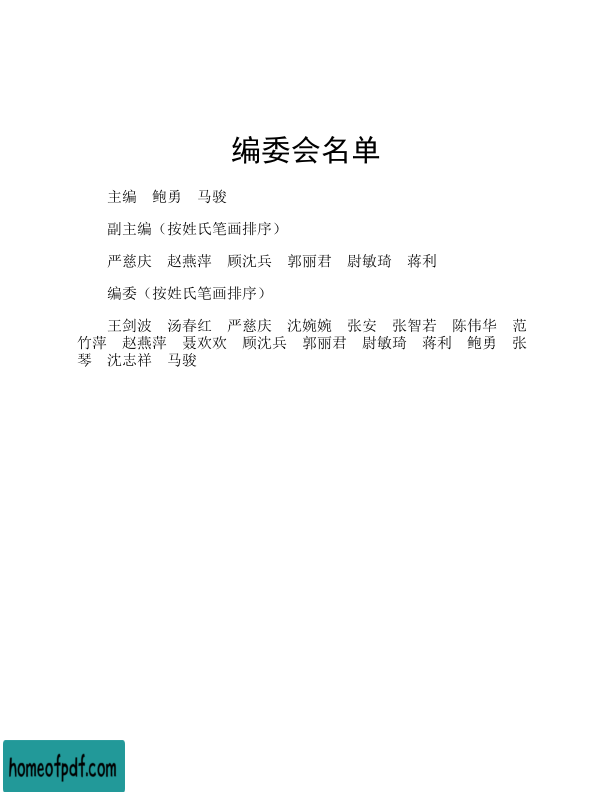 编委会名单
主编　鲍勇　马骏
副主编（按姓氏笔画排序）
严慈庆　赵燕萍　顾沈兵　郭丽君　尉敏琦　蒋利
编委（按姓氏笔画排序）
王剑波　汤春红　严慈庆　沈婉婉　张安　张智若　陈伟华　范
竹萍　赵燕萍　聂欢欢　顾沈兵　郭丽君　尉敏琦　蒋利　鲍勇　张
琴　沈志祥　马骏
homeofpdf.com